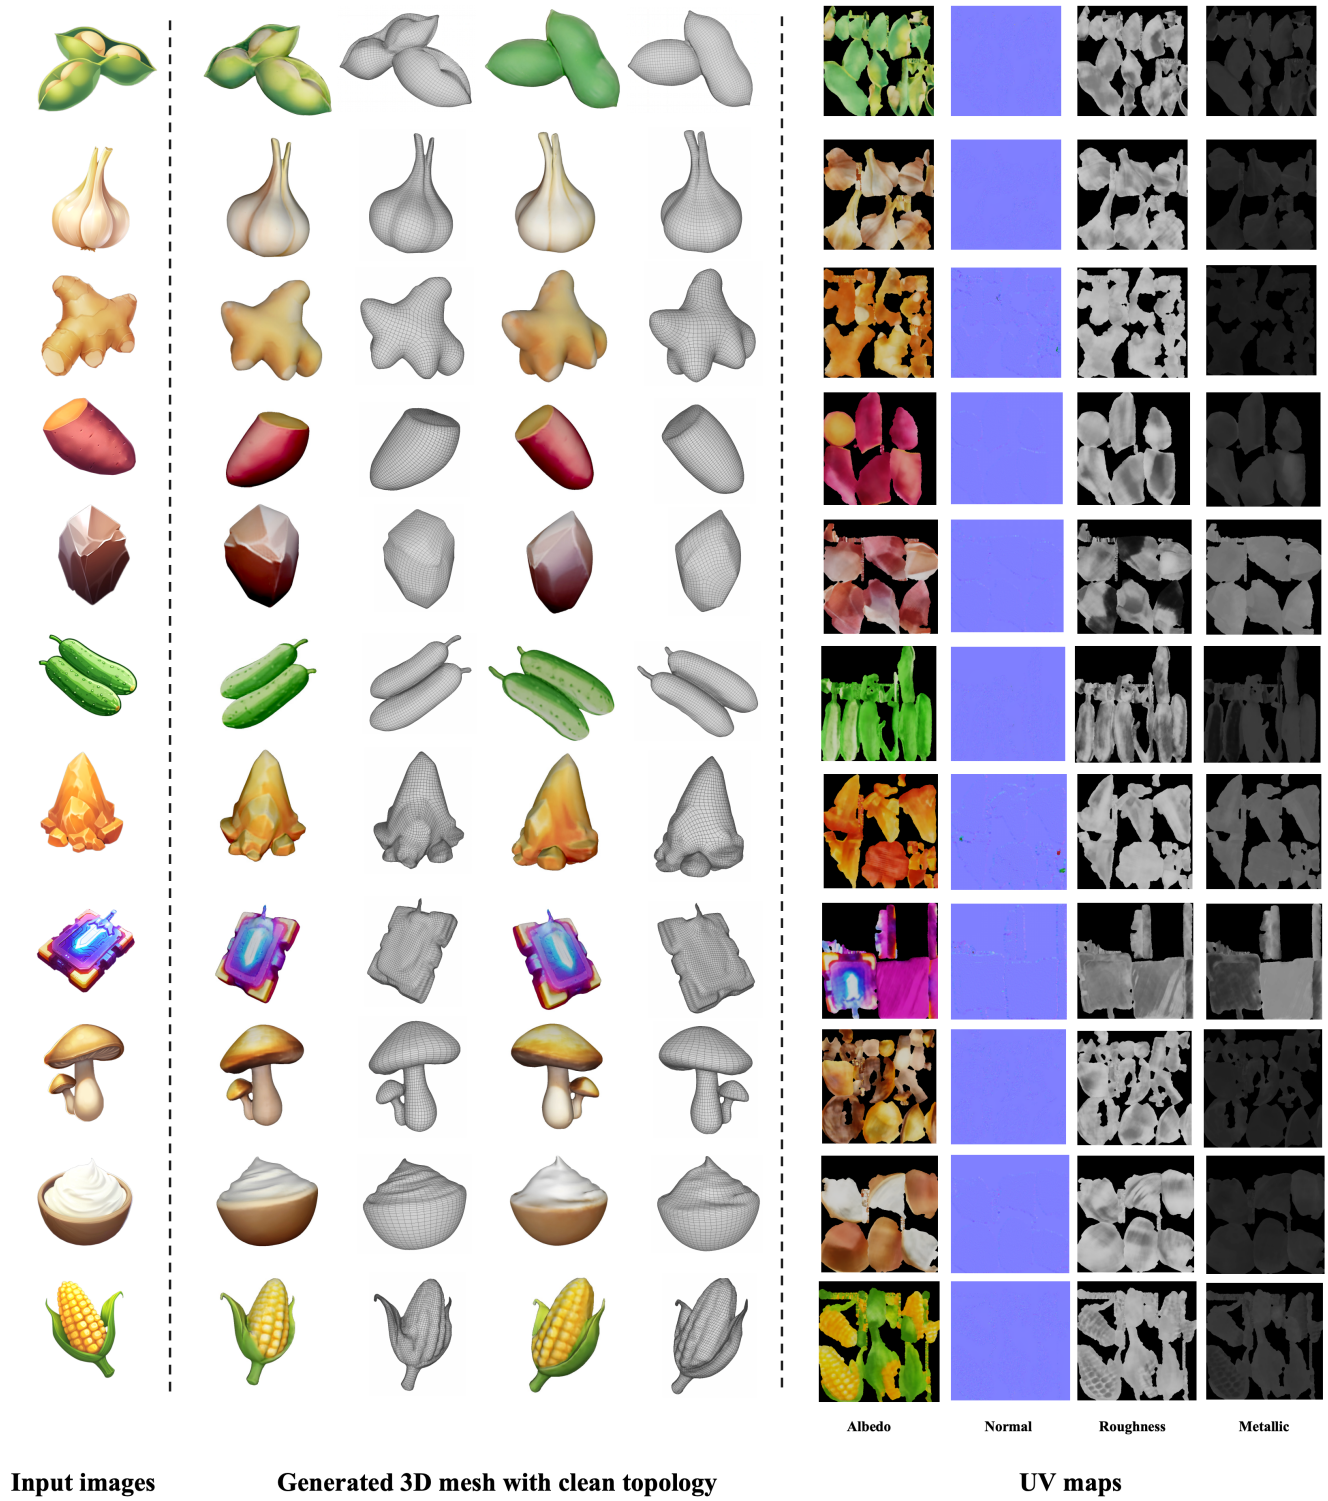 Albedo
Normal
Roughness
Metallic
Input images
Generated 3D mesh with clean topology
UV maps